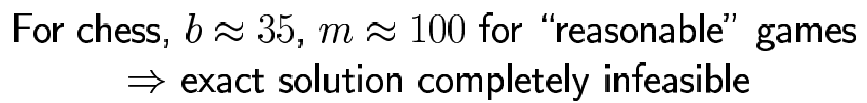 For chess, b ≈ 35, m ≈ 100 for “reasonable” games
⇒ exact solution completely infeasible